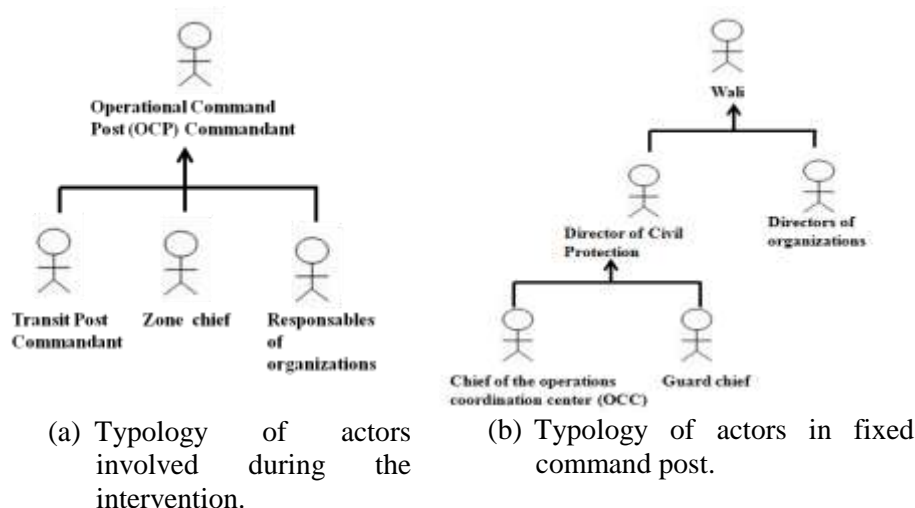 Operational Command
Post (OCP) Commandant
Transit Post
Commandant
Zone chief
Responsables
of
organizations
(a) Typology of actors
involved during the
intervention.
Wali
Director of Civil
Protection
Directors of
organizations
Chief of the operations
coordination center (OCC)
Guard chief
(b) Typology of actors in fixed
command post.